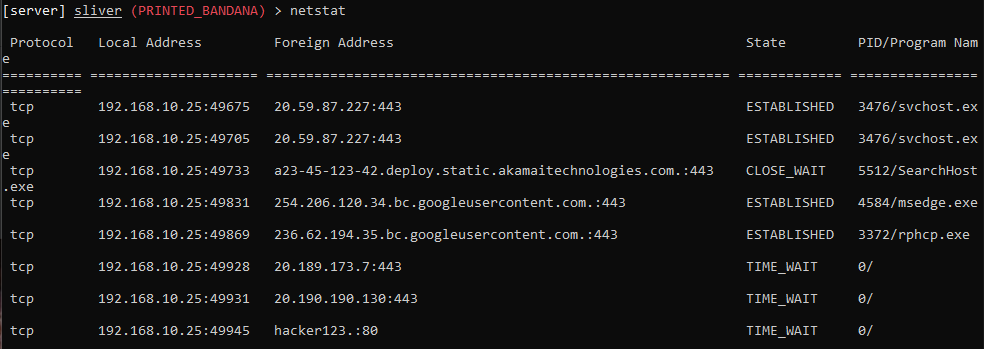 [server] sliver (PRINTED_BANDANA) > netstat
Protocol   Local Address         Foreign Address                                           State         PID/Program Nam
e
========== ===================== ========================================================= ============= ================
==========
tcp        192.168.10.25:49675   20.59.87.227:443                                          ESTABLISHED   3476/svchost.ex
e
tcp        192.168.10.25:49705   20.59.87.227:443                                          ESTABLISHED   3476/svchost.ex
e
tcp        192.168.10.25:49733   a23-45-123-42.deploy.static.akamaitechnologies.com.:443   CLOSE_WAIT    5512/SearchHost
.exe
tcp        192.168.10.25:49831   254.206.120.34.bc.googleusercontent.com.:443              ESTABLISHED   4584/msedge.exe
tcp        192.168.10.25:49869   236.62.194.35.bc.googleusercontent.com.:443               ESTABLISHED   3372/rphcp.exe
tcp        192.168.10.25:49928   20.189.173.7:443                                          TIME_WAIT     0/
tcp        192.168.10.25:49931   20.190.190.130:443                                        TIME_WAIT     0/
tcp        192.168.10.25:49945   hacker123.:80                                             TIME_WAIT     0/